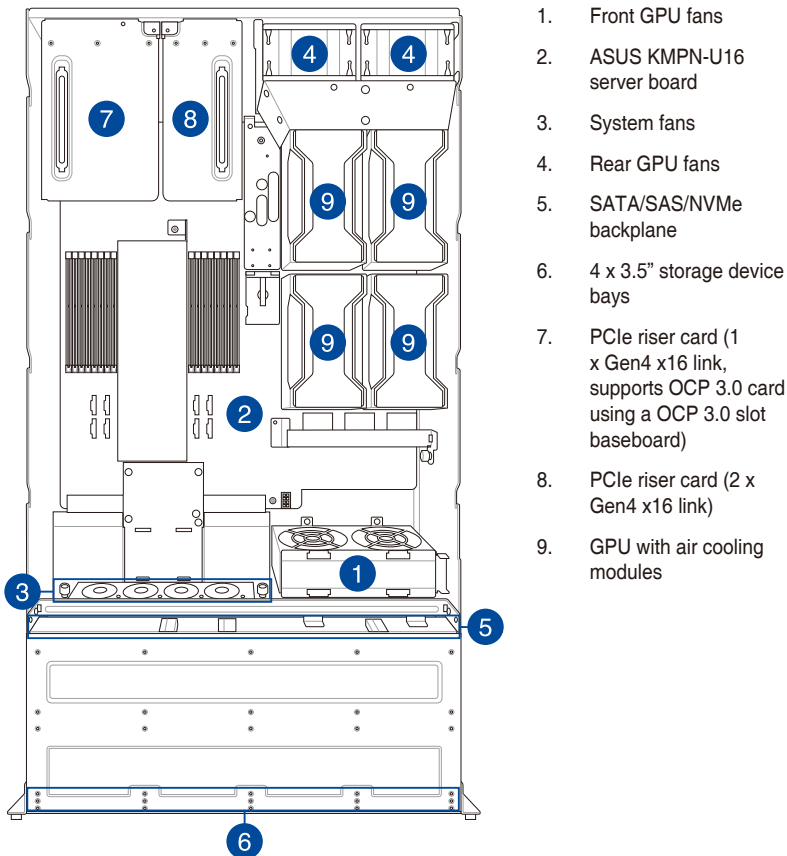 4 4
7 8
9 9
9 9
2
1
3
5
6
1. Front GPU fans
2. ASUS KMPN-U16
server board
3. System fans
4. Rear GPU fans
5. SATA/SAS/NVMe
backplane
6. 4 x 3.5” storage device
bays
7. PCIe riser card (1
x Gen4 x16 link,
supports OCP 3.0 card
using a OCP 3.0 slot
baseboard)
8. PCIe riser card (2 x
Gen4 x16 link)
9. GPU with air cooling
modules